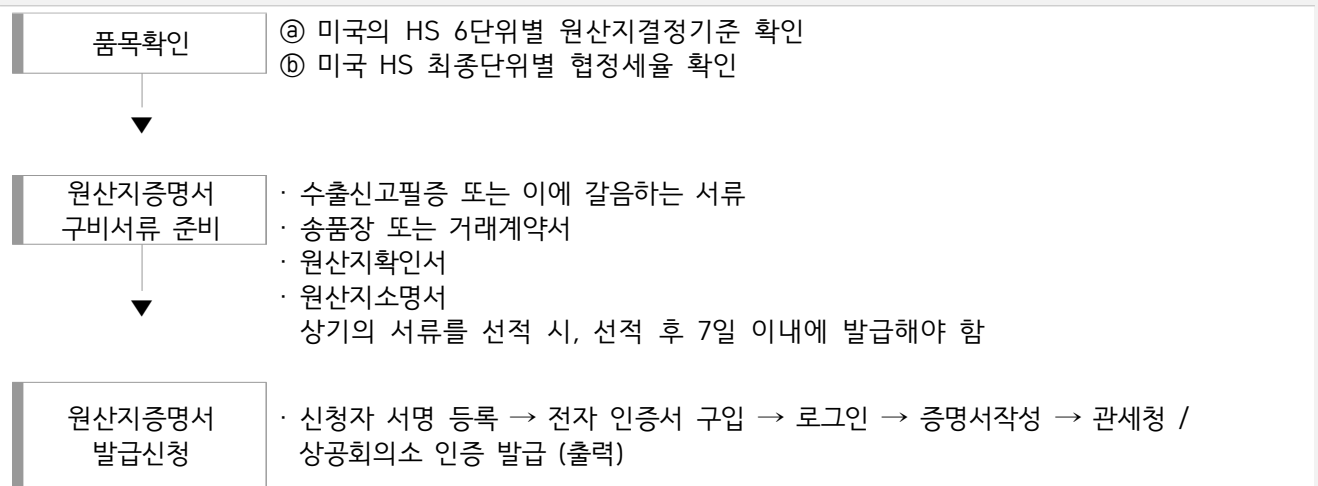 품목확인
ⓐ 미국의 HS 6단위별 원산지결정기준 확인
ⓑ 미국 HS 최종단위별 협정세율 확인
원산지증명서
구비서류 준비
· 수출신고필증 또는 이에 갈음하는 서류
· 송품장 또는 거래계약서
· 원산지확인서
· 원산지소명서
상기의 서류를 선적 시, 선적 후 7일 이내에 발급해야 함
원산지증명서
발급신청
· 신청자 서명 등록 → 전자 인증서 구입 → 로그인 → 증명서작성 → 관세청 /
상공회의소 인증 발급 (출력)